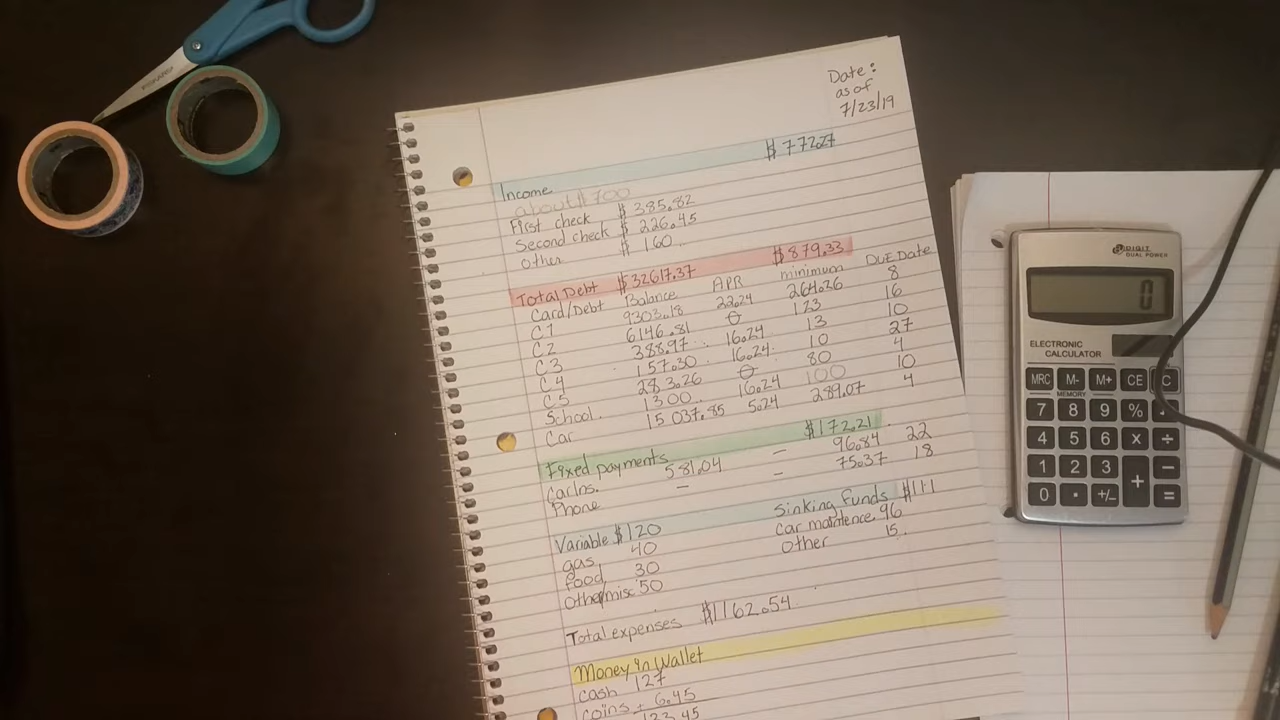 Date:
as of
7/23/19
Income $772.27
about $700
First check $385.82
Second check $226.45
other $160
Total Debt $32617.37 $879.33
Card/Debt Balance APR minimum DUE Date
C1 9303.18 22.24 264.36 8
C2 6146.81 0 123 16
C3 388.97 16.24 13 10
C4 157.30 16.24 10 27
C5 283.26 0 80 4
School 1300 16.24 100 10
Car 15037.85 5.24 289.07 4
Fixed payments $172.21
CarIns. 581.04 - 96.84 22
Phone - - 75.37 18
Variable $120 Sinking funds $111
gas 40 car maintence 96
food 30 other 15
Other/misc 50
Total expenses $1162.54
Money in Wallet
cash 127
coins + 6.45
133.45
DIGIT
DUAL POWER
0
ELECTRONIC
CALCULATOR
MRC M- M+ CE C
MEMORY
7 8 9 %
4 5 6 x ÷
1 2 3 + −
0 . +/− =